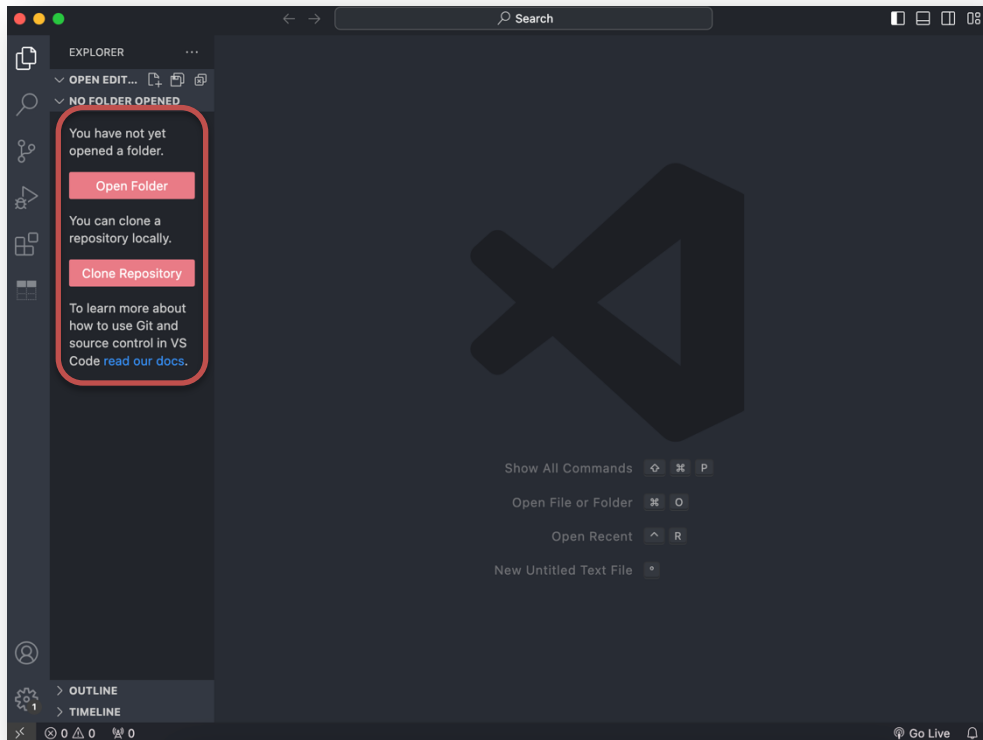 Search
EXPLORER
OPEN EDIT...
NO FOLDER OPENED
You have not yet
opened a folder.
Open Folder
You can clone a
repository locally.
Clone Repository
To learn more about
how to use Git and
source control in VS
Code read our docs.
Show All Commands ⇧ ⌘ P
Open File or Folder ⌘ O
Open Recent ^ R
New Untitled Text File °
1
OUTLINE
TIMELINE
0 0 0
Go Live